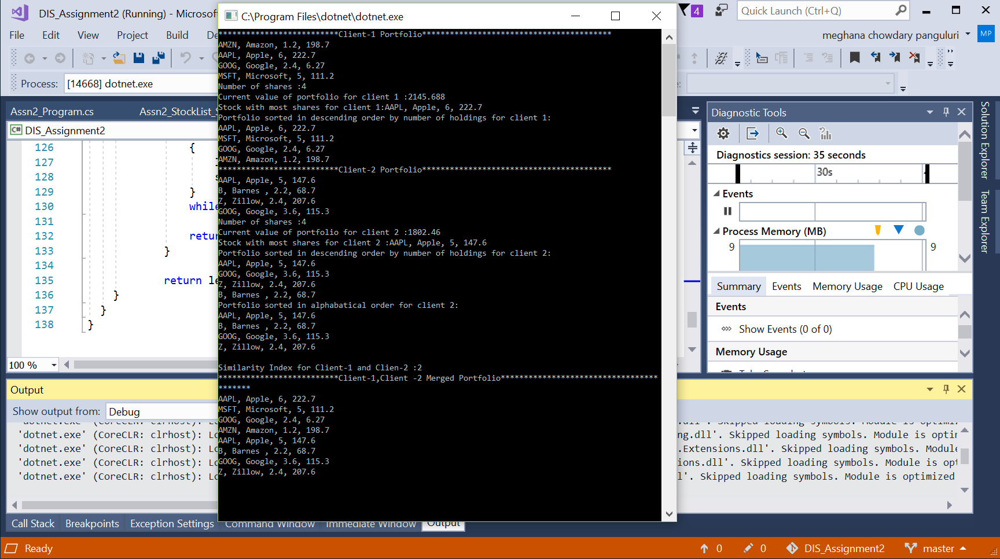 DIS_Assignment2 (Running) - Microsof
C:\Program Files\dotnet\dotnet.exe
4
Quick Launch (Ctrl+Q)
File Edit View Project Build De
meghana chowdary panguluri MP
Process: [14668] dotnet.exe
Assn2_Program.cs Assn2_StockList_S
C# DIS_Assignment2
126 {
127
128 s
129 }
130 while
131
132 retur
133 }
134
135 return le
136 }
137 }
138 }
100 %
**************************Client-1 Portfolio*****************************************
AMZN, Amazon, 1.2, 198.7
AAPL, Apple, 6, 222.7
GOOG, Google, 2.4, 6.27
MSFT, Microsoft, 5, 111.2
Number of shares :4
Current value of portfolio for client 1 :2145.688
Stock with most shares for client 1:AAPL, Apple, 6, 222.7
Portfolio sorted in descending order by number of holdings for client 1:
AAPL, Apple, 6, 222.7
MSFT, Microsoft, 5, 111.2
GOOG, Google, 2.4, 6.27
AMZN, Amazon, 1.2, 198.7
**************************Client-2 Portfolio*****************************************
AAPL, Apple, 5, 147.6
B, Barnes , 2.2, 68.7
Z, Zillow, 2.4, 207.6
GOOG, Google, 3.6, 115.3
Number of shares :4
Current value of portfolio for client 2 :1802.46
Stock with most shares for client 2 :AAPL, Apple, 5, 147.6
Portfolio sorted in descending order by number of holdings for client 2:
AAPL, Apple, 5, 147.6
GOOG, Google, 3.6, 115.3
Z, Zillow, 2.4, 207.6
B, Barnes , 2.2, 68.7
Portfolio sorted in alphabatical order for client 2:
AAPL, Apple, 5, 147.6
B, Barnes , 2.2, 68.7
GOOG, Google, 3.6, 115.3
Z, Zillow, 2.4, 207.6
Similarity Index for Client-1 and Clien-2 :2
**************************Client-1,Client -2 Merged Portfolio**********************************
*******
AAPL, Apple, 6, 222.7
MSFT, Microsoft, 5, 111.2
GOOG, Google, 2.4, 6.27
AMZN, Amazon, 1.2, 198.7
AAPL, Apple, 5, 147.6
B, Barnes , 2.2, 68.7
GOOG, Google, 3.6, 115.3
Z, Zillow, 2.4, 207.6
Diagnostic Tools
Diagnostics session: 35 seconds
30s
Events
Process Memory (MB)
9 9
Summary Events Memory Usage CPU Usage
Events
Show Events (0 of 0)
Memory Usage
Solution Explorer
Team Explorer
Output
Show output from: Debug
'dotnet.exe' (CoreCLR: clrhost): Lo
'dotnet.exe' (CoreCLR: clrhost): Lo ng.dll'. Skipped loading symbols. Module is optim
'dotnet.exe' (CoreCLR: clrhost): Lo .Extensions.dll'. Skipped loading symbols. Module
'dotnet.exe' (CoreCLR: clrhost): Lo ions.dll'. Skipped loading symbols. Module is opt
'dotnet.exe' (CoreCLR: clrhost): Lo l'. Skipped loading symbols. Module is optimized
Call Stack Breakpoints Exception Settings Command Window Immediate Window Output
Ready 0 0 DIS_Assignment2 master